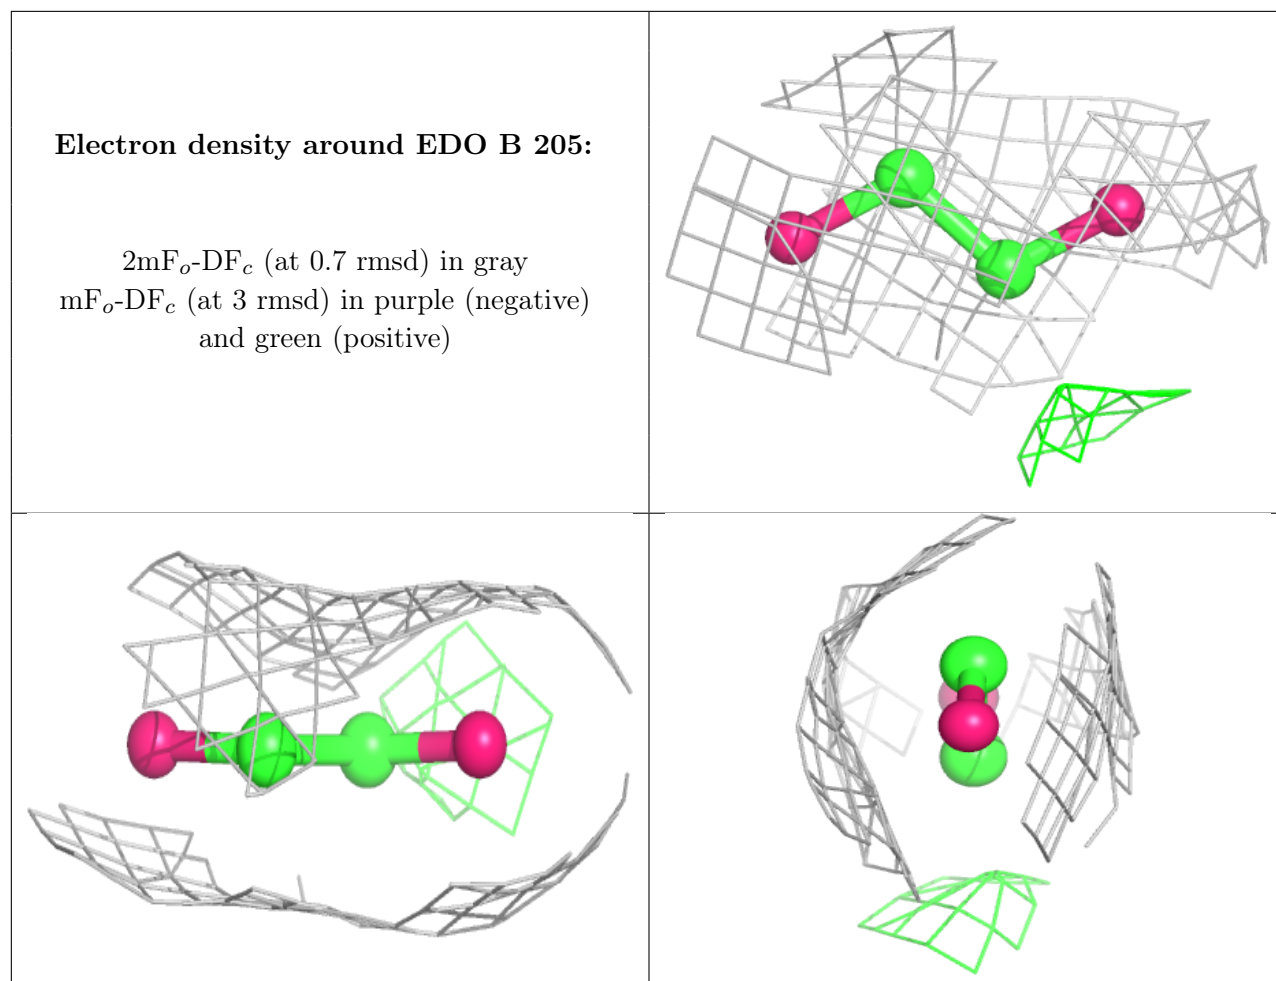 Electron density around EDO B 205:
2mFₒ-DF𝑐 (at 0.7 rmsd) in gray
mFₒ-DF𝑐 (at 3 rmsd) in purple (negative)
and green (positive)